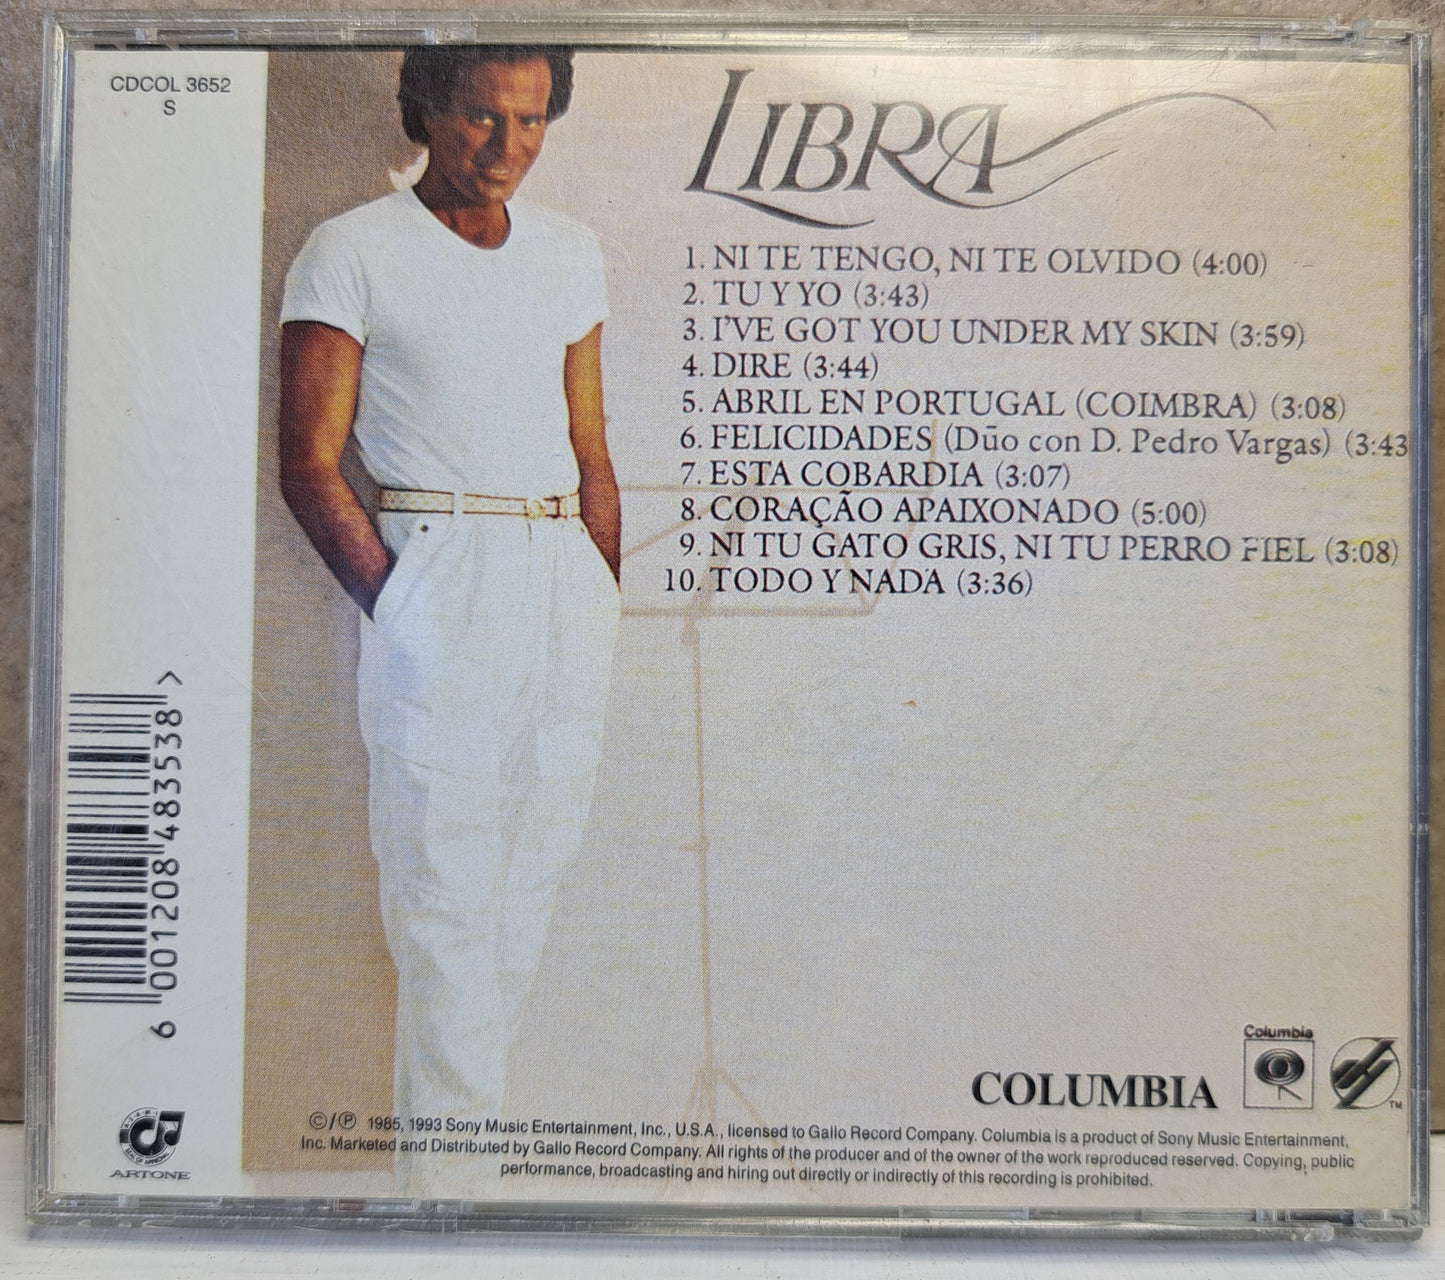 CDCOL 3652
S
LIBRA
1. NI TE TENGO, NI TE OLVIDO (4:00)
2. TU Y YO (3:43)
3. I'VE GOT YOU UNDER MY SKIN (3:59)
4. DIRE (3:44)
5. ABRIL EN PORTUGAL (COIMBRA) (3:08)
6. FELICIDADES (Dūo con D. Pedro Vargas) (3:43
7. ESTA COBARDIA (3:07)
8. CORAÇÃO APAIXONADO (5:00)
9. NI TU GATO GRIS, NI TU PERRO FIEL (3:08)
10. TODO Y NADA (3:36)
6 001208 483538 >
Columbia
COLUMBIA
TM
©/℗ 1985, 1993 Sony Music Entertainment, Inc., U.S.A., licensed to Gallo Record Company. Columbia is a product of Sony Music Entertainment,
Inc. Marketed and Distributed by Gallo Record Company. All rights of the producer and of the owner of the work reproduced reserved. Copying, public
performance, broadcasting and hiring out directly or indirectly of this recording is prohibited.
ARTONE